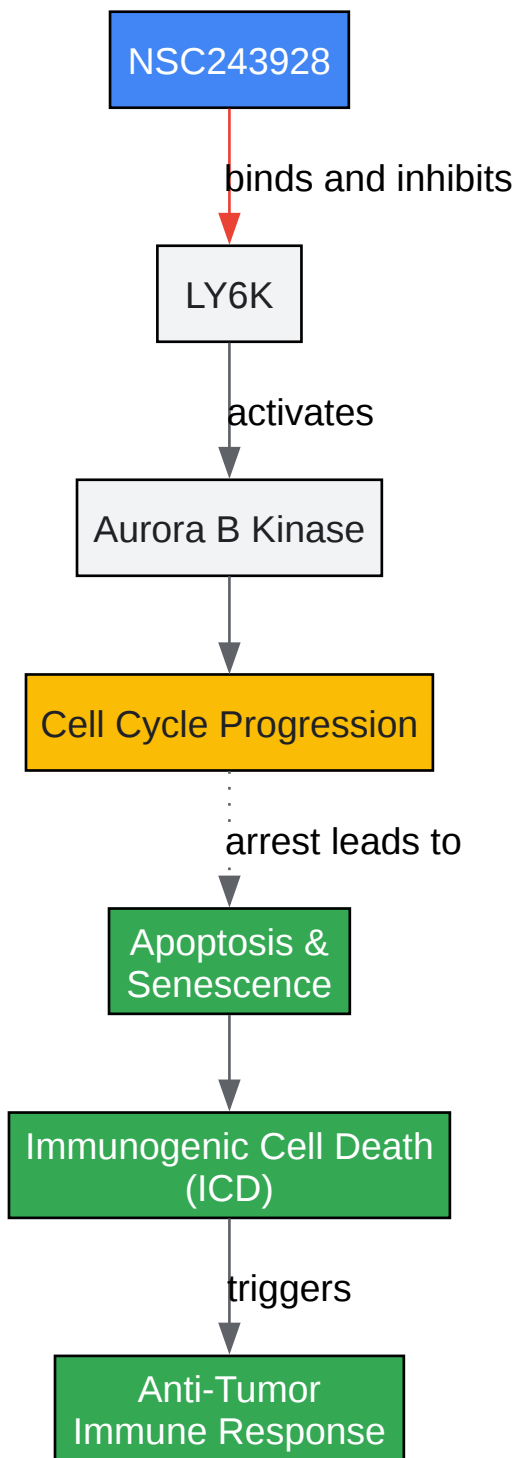 NSC243928
binds and inhibits
LY6K
activates
Aurora B Kinase
Cell Cycle Progression
arrest leads to
Apoptosis &
Senescence
Immunogenic Cell Death
(ICD)
triggers
Anti-Tumor
Immune Response